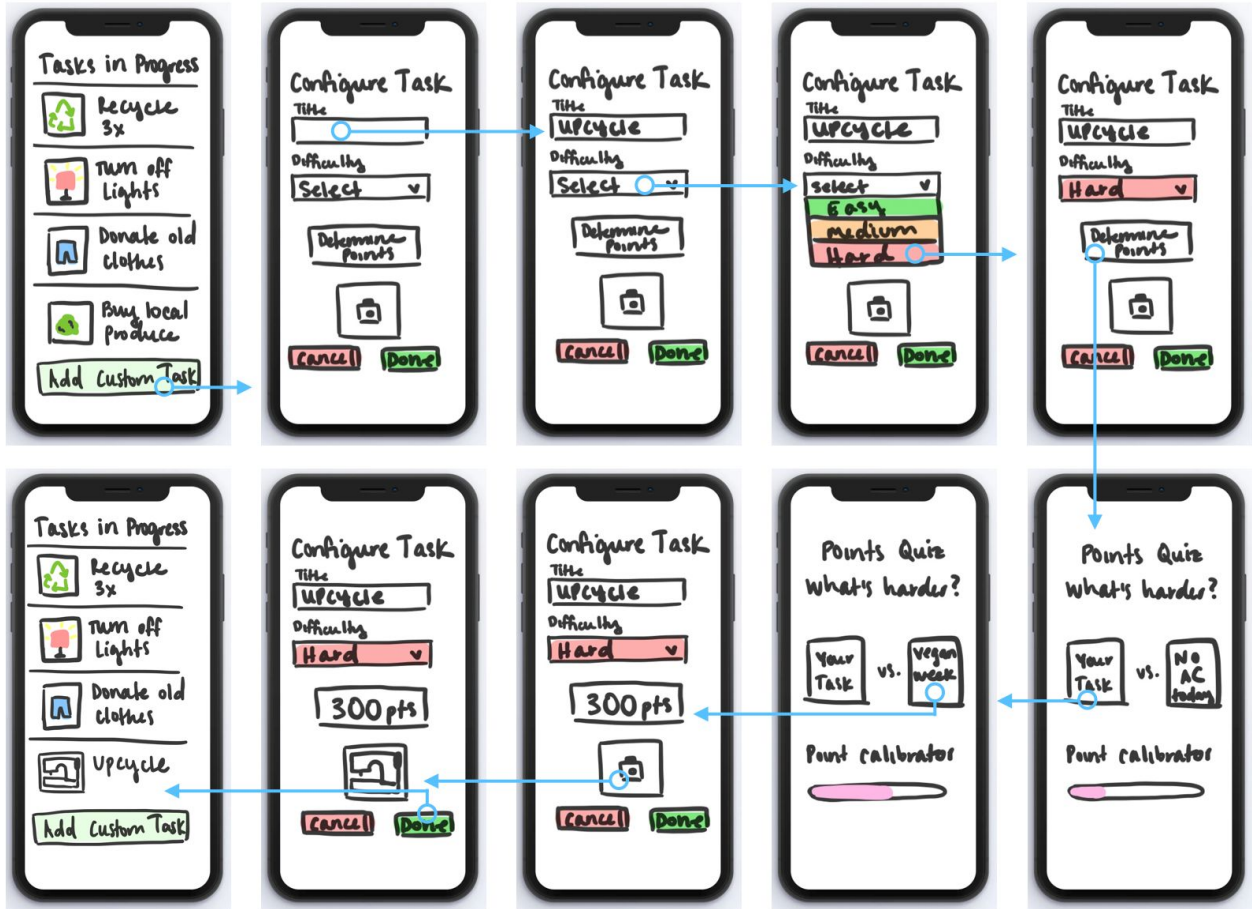 Tasks in Progress
Recycle
3x
Turn off
Lights
Donate old
clothes
Buy local
Produce
Add Custom Task
Configure Task
Title
Difficulty
Select
Determine
Points
Cancel
Done
Configure Task
Title
UPcycle
Difficulty
Select
Determine
Points
Cancel
Done
Configure Task
Title
UPcycle
Difficulty
select
Easy
medium
Hard
Cancel
Done
Configure Task
Title
UPcycle
Difficulty
Hard
Determine
Points
Cancel
Done
Tasks in Progress
Recycle
3x
Turn off
Lights
Donate old
clothes
Upcycle
Add Custom Task
Configure Task
Title
UPcycle
Difficulty
Hard
300 pts
Cancel
Done
Configure Task
Title
UPcycle
Difficulty
Hard
300 pts
Cancel
Done
Points Quiz
what's harder?
Your
Task
vs.
vegan
week
Point calibrator
Points Quiz
what's harder?
Your
Task
vs.
No
AC
today
Point calibrator